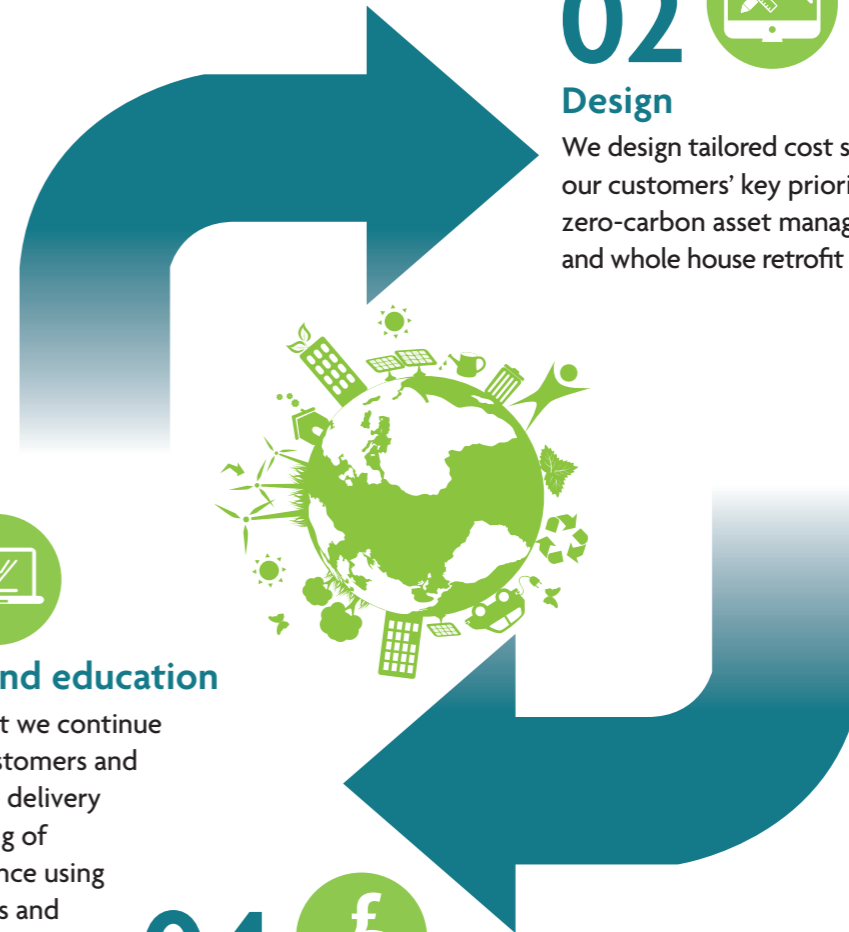 02
Design
We design tailored cost s
our customers’ key priori
zero-carbon asset manag
and whole house retrofit
nd education
t we continue
stomers and
delivery
g of
nce using
s and
04
£